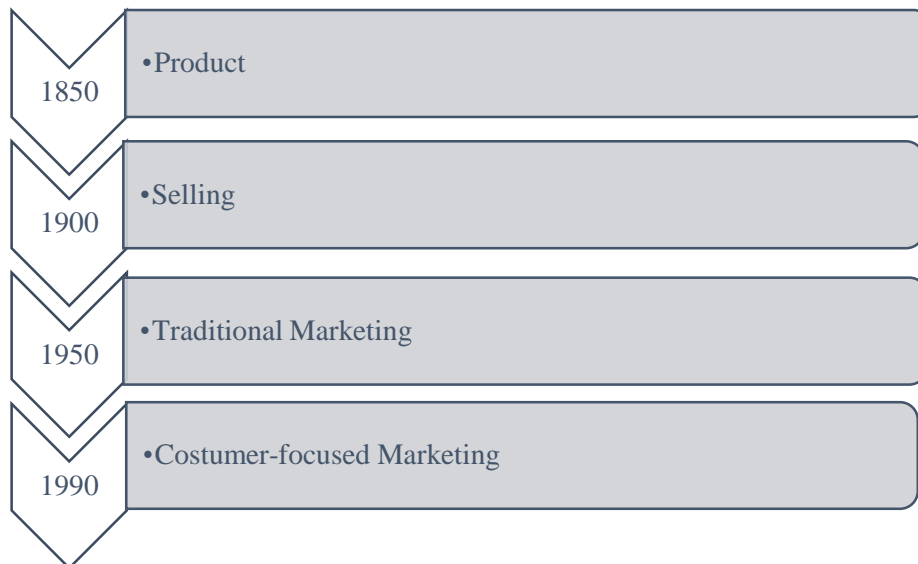 1850
•Product
1900
•Selling
1950
•Traditional Marketing
1990
•Costumer-focused Marketing